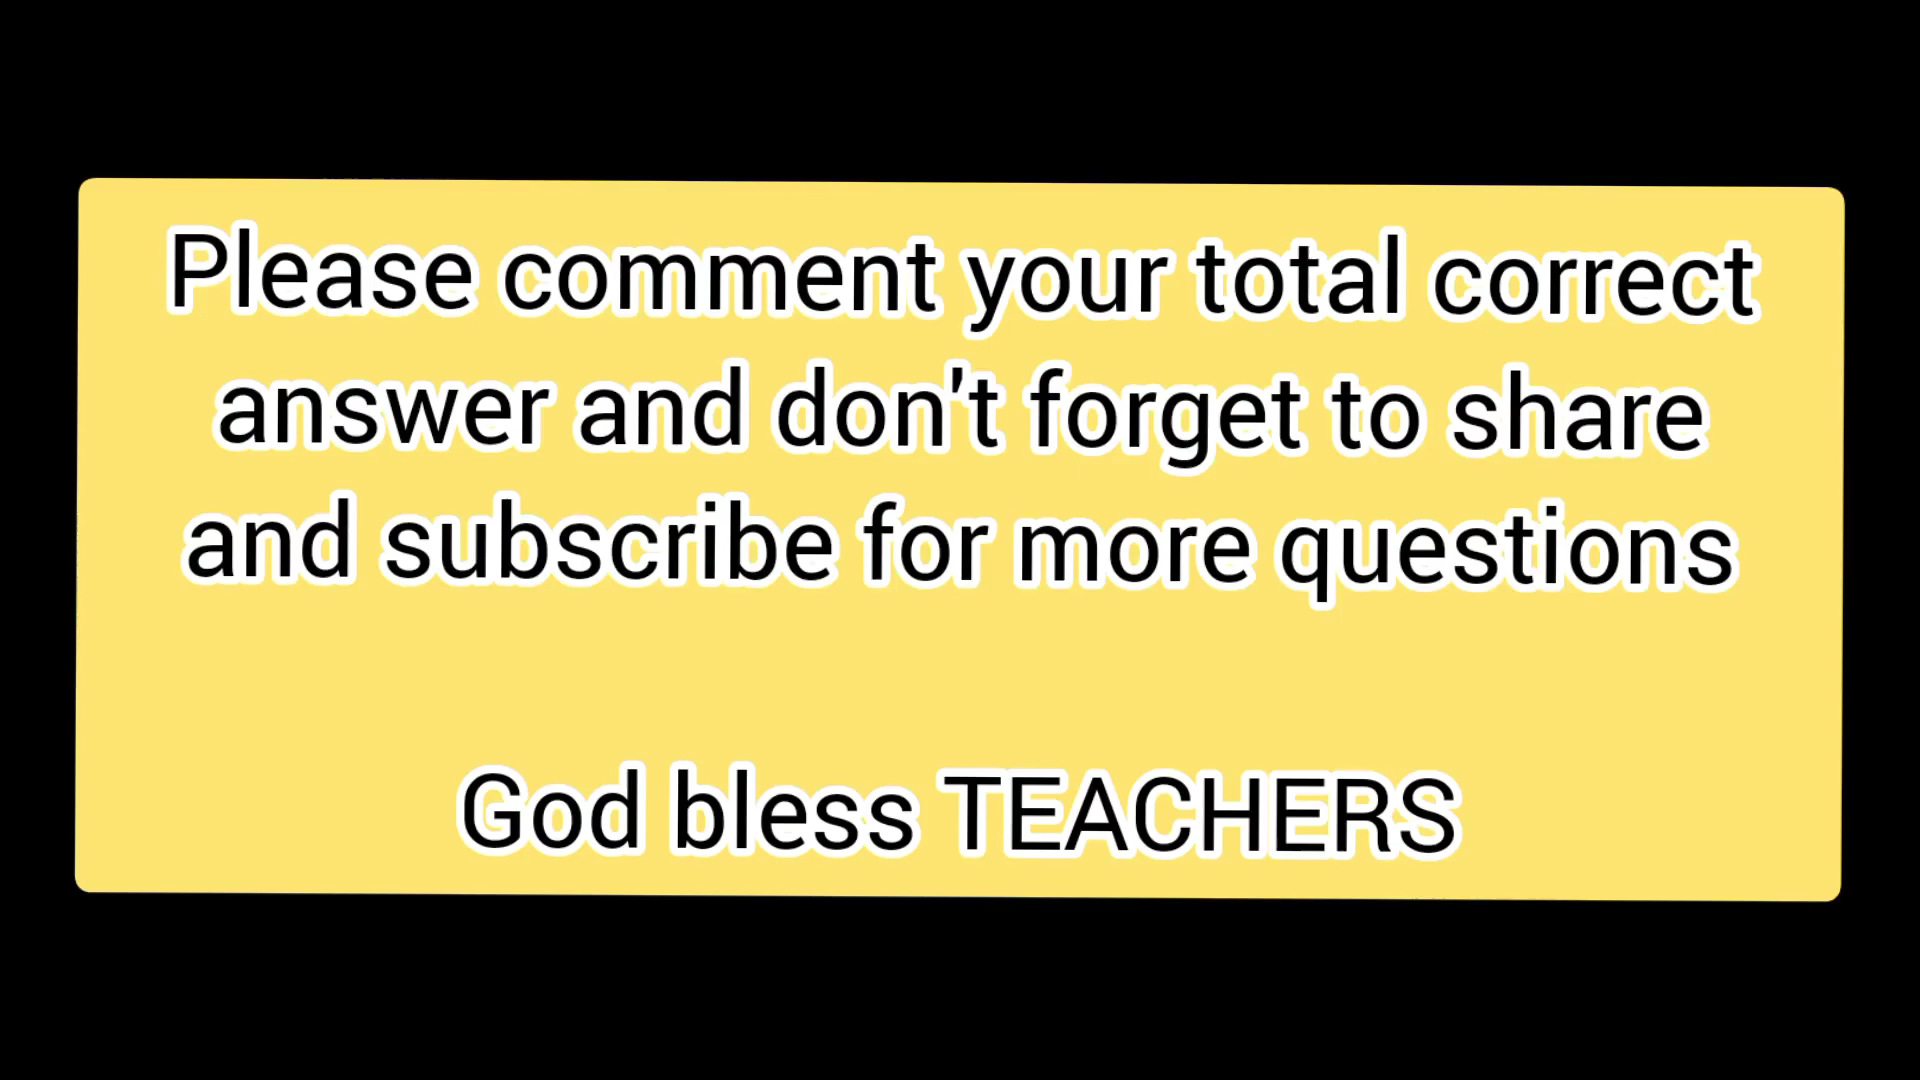 Please comment your total correct
answer and don't forget to share
and subscribe for more questions
God bless TEACHERS